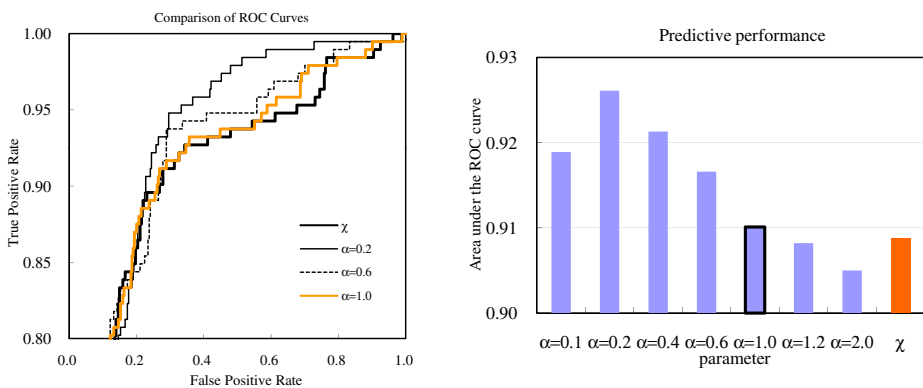 Comparison of ROC Curves
1.00
0.95
0.90
0.85
0.80
True Positive Rate
χ
α=0.2
α=0.6
α=1.0
0.0 0.2 0.4 0.6 0.8 1.0
False Positive Rate
Predictive performance
0.93
0.92
0.91
0.90
Area under the ROC curve
α=0.1 α=0.2 α=0.4 α=0.6 α=1.0 α=1.2 α=2.0 χ
parameter